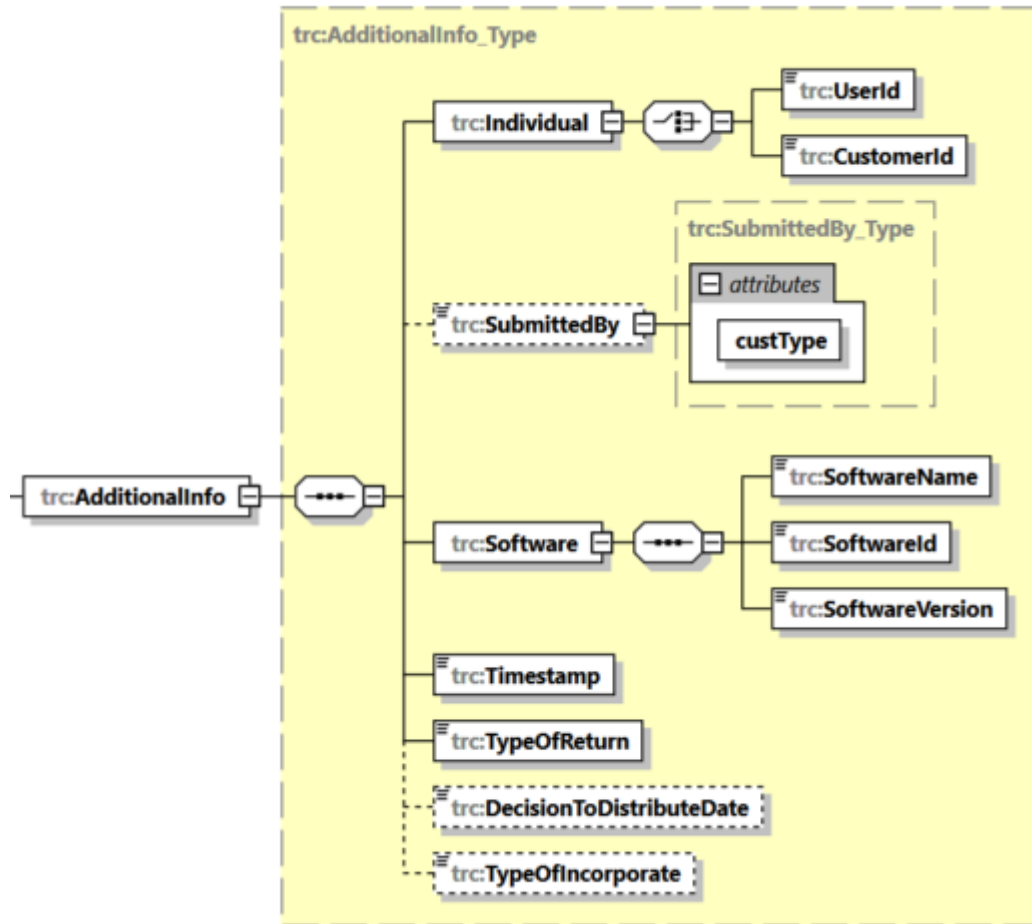 trc:AdditionalInfo_Type
trc:Individual
trc:UserId
trc:CustomerId
trc:SubmittedBy_Type
attributes
trc:SubmittedBy
custType
trc:AdditionalInfo
trc:Software
trc:SoftwareName
trc:SoftwareId
trc:SoftwareVersion
trc:Timestamp
trc:TypeOfReturn
trc:DecisionToDistributeDate
trc:TypeOfIncorporate